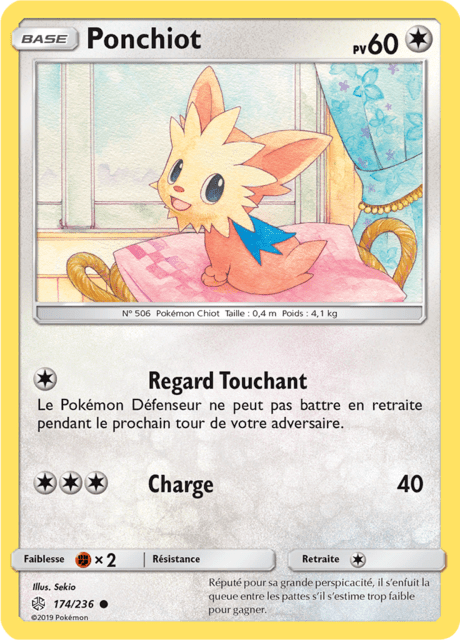 BASE Ponchiot PV60
N° 506 Pokémon Chiot Taille : 0,4 m Poids : 4,1 kg
Regard Touchant
Le Pokémon Défenseur ne peut pas battre en retraite
pendant le prochain tour de votre adversaire.
Charge 40
Faiblesse ×2 Résistance Retraite
Illus. Sekio
174/236
©2019 Pokémon
Réputé pour sa grande perspicacité, il s'enfuit la
queue entre les pattes s'il s'estime trop faible
pour gagner.